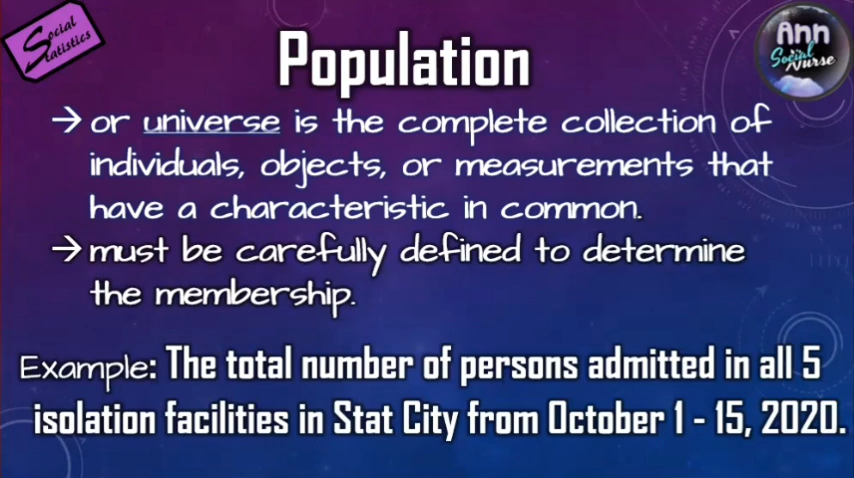 Social
Statistics
Ann
Social
Nurse
Population
→ or universe is the complete collection of
individuals, objects, or measurements that
have a characteristic in common.
→ must be carefully defined to determine
the membership.
Example: The total number of persons admitted in all 5
isolation facilities in Stat City from October 1 - 15, 2020.